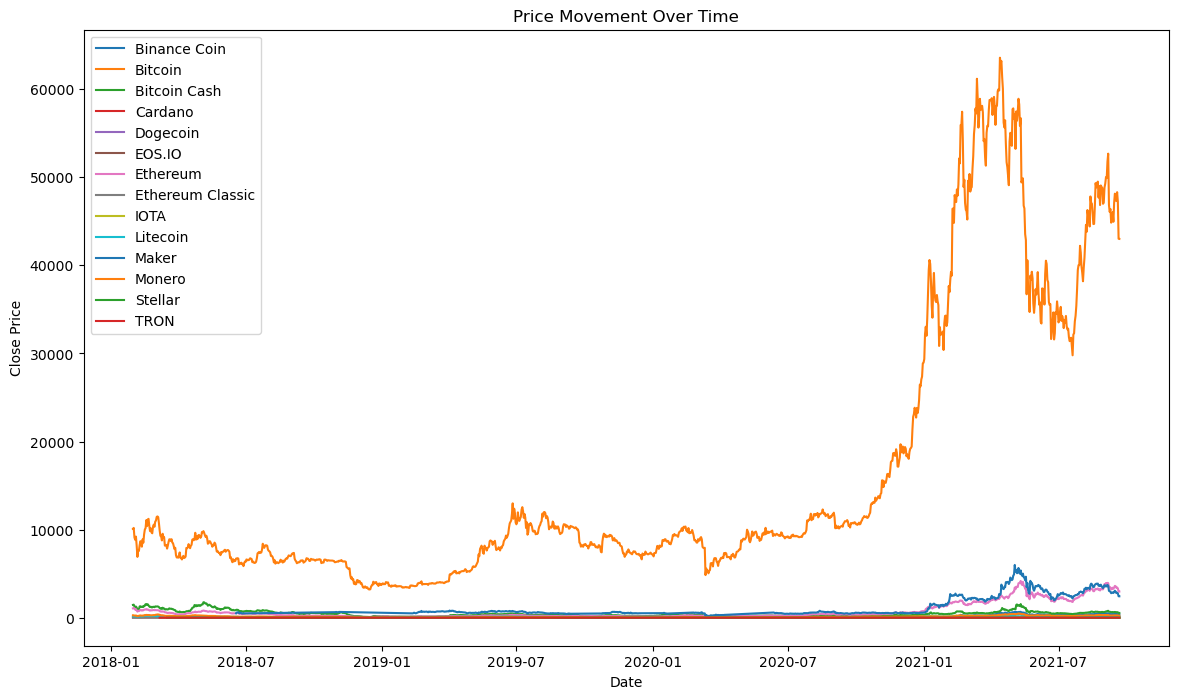 Price Movement Over Time
Binance Coin
Bitcoin
Bitcoin Cash
Cardano
Dogecoin
EOS.IO
Ethereum
Ethereum Classic
IOTA
Litecoin
Maker
Monero
Stellar
TRON
Close Price
60000
50000
40000
30000
20000
10000
0
2018-01 2018-07 2019-01 2019-07 2020-01 2020-07 2021-01 2021-07
Date